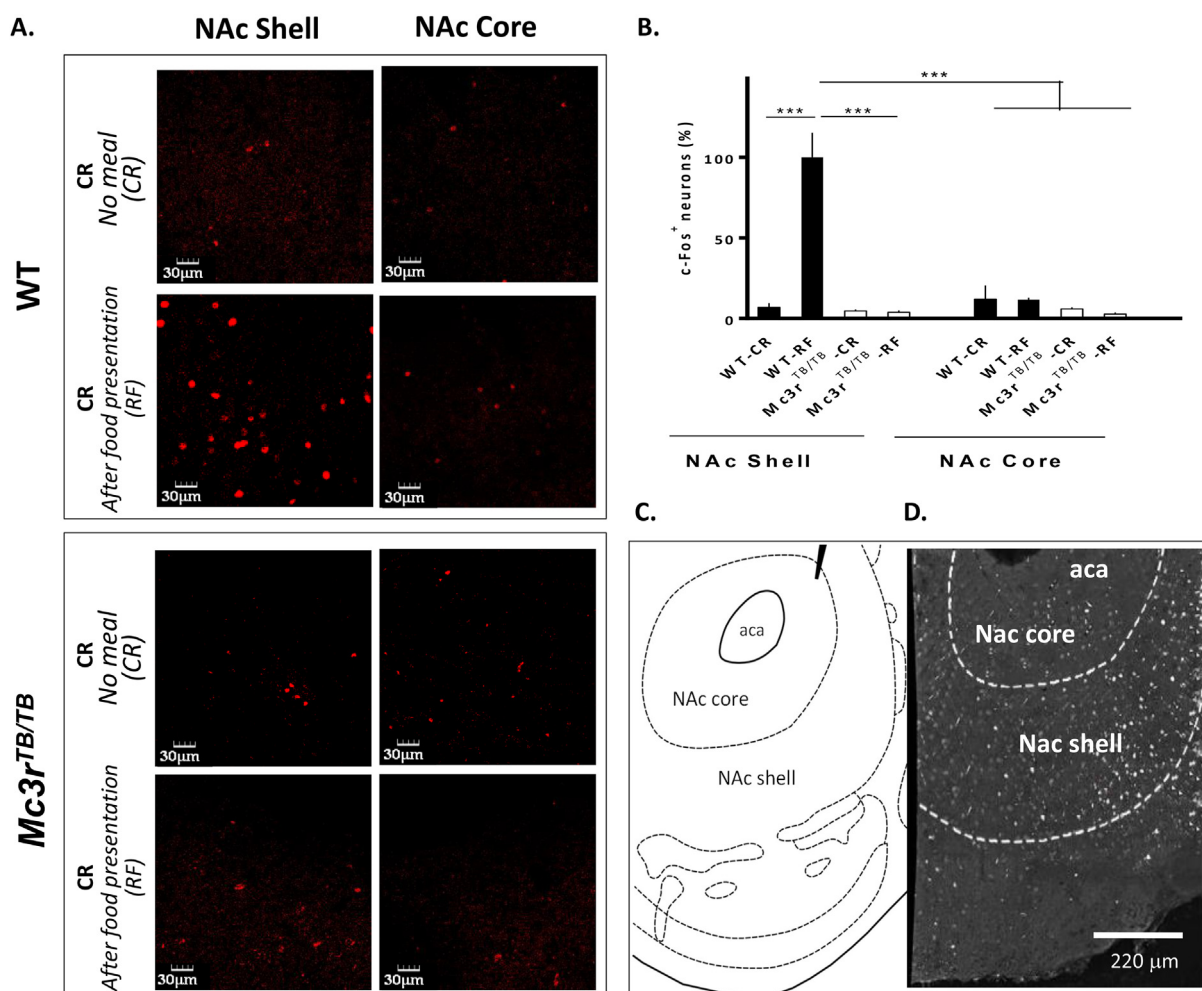 A.
NAc Shell
NAc Core
WT
CR
No meal
(CR)
30µm
30µm
CR
After food presentation
(RF)
30µm
30µm
Mc3rTB/TB
CR
No meal
(CR)
30µm
30µm
CR
After food presentation
(RF)
30µm
30µm
B.
c-Fos+ neurons (%)
100
50
0
***
***
***
WT-CR
WT-RF
Mc3rTB/TB-CR
Mc3rTB/TB-RF
WT-CR
WT-RF
Mc3rTB/TB-CR
Mc3rTB/TB-RF
NAc Shell
NAc Core
C.
aca
NAc core
NAc shell
D.
aca
Nac core
Nac shell
220 µm